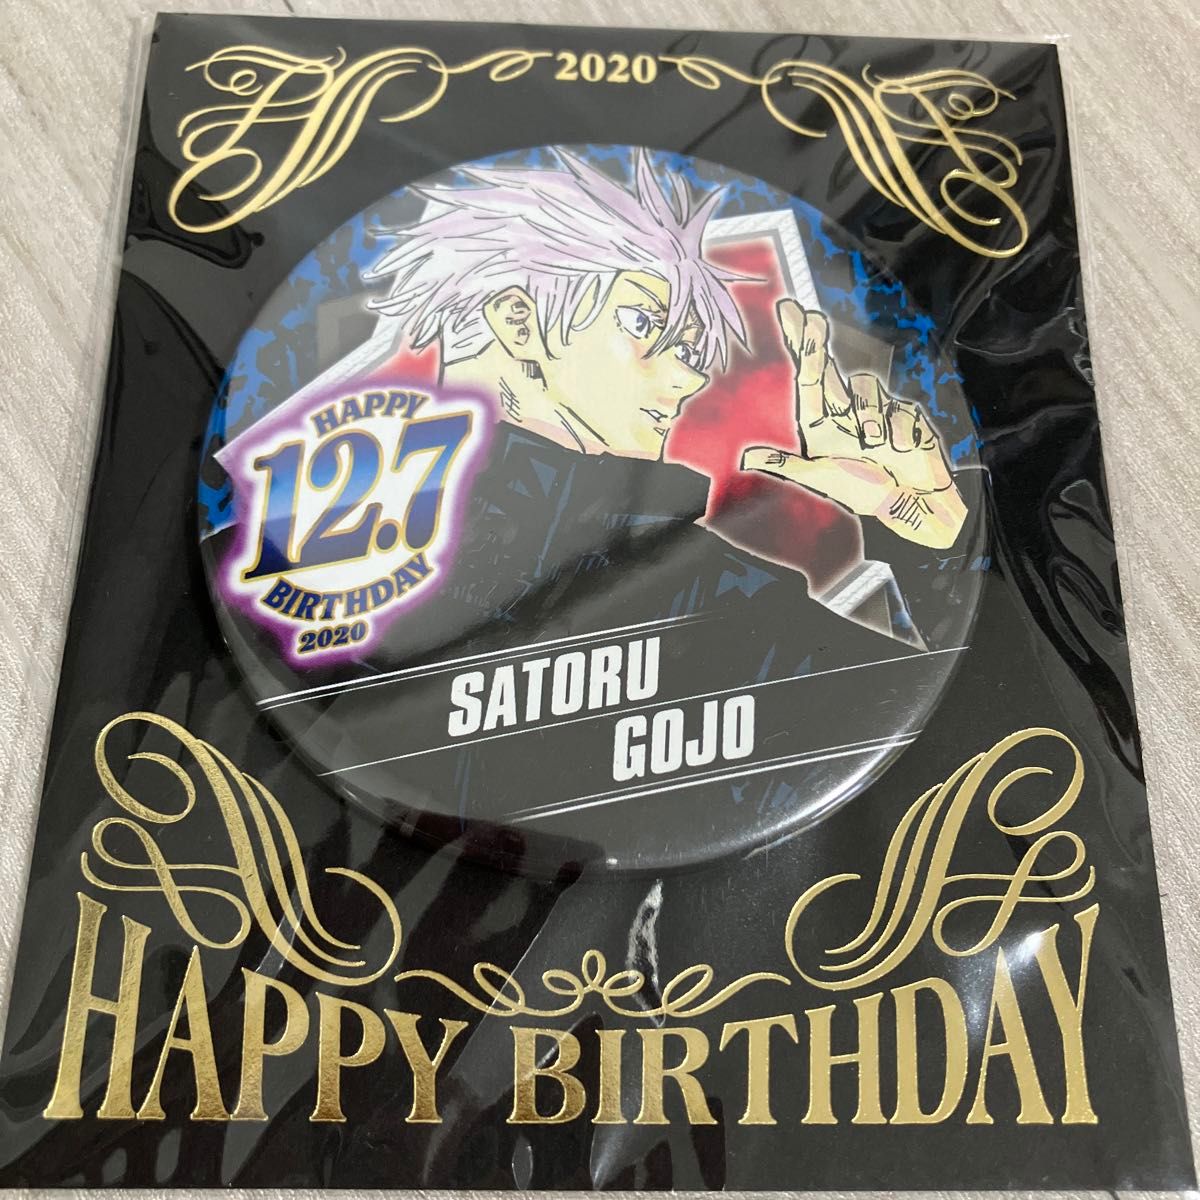 2020
HAPPY
12.7
BIRTHDAY
2020
SATORU
GOJO
HAPPY BIRTHDAY